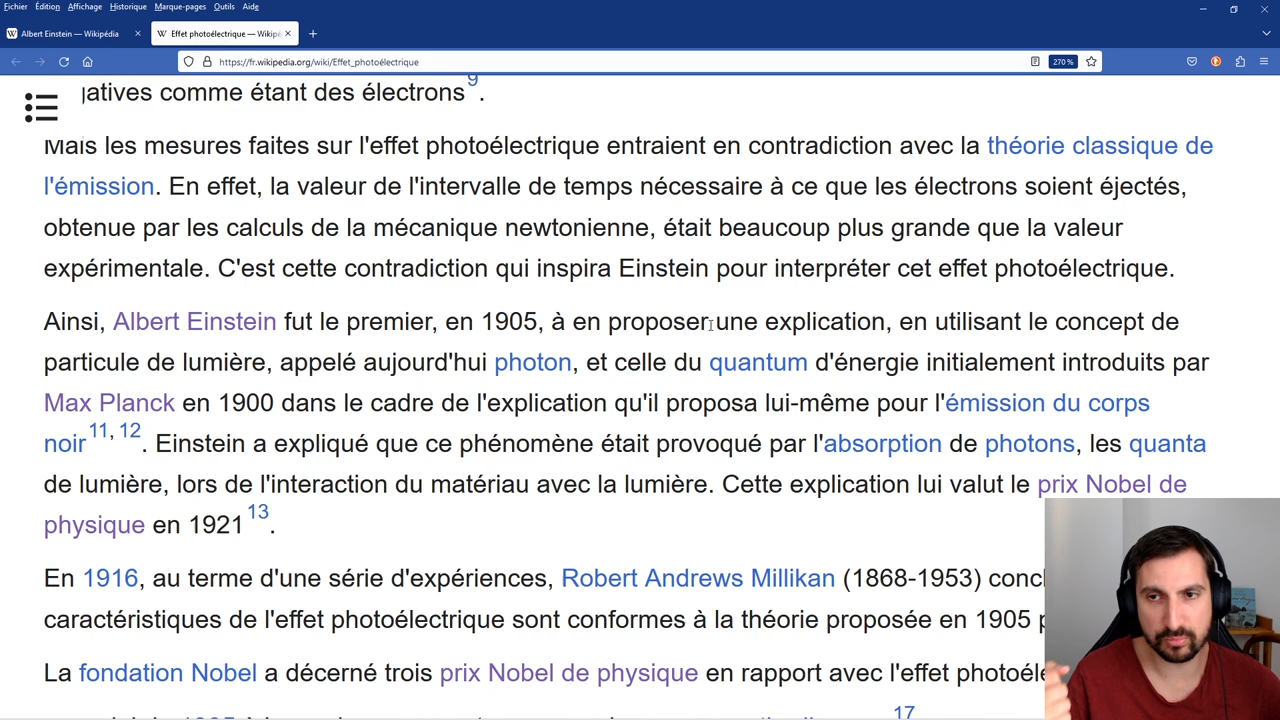 Fichier Édition Affichage Historique Marque-pages Outils Aide
Albert Einstein — Wikipédia
Effet photoélectrique — Wikipé
https://fr.wikipedia.org/wiki/Effet_photoélectrique
270 %
gatives comme étant des électrons9.
Mais les mesures faites sur l'effet photoélectrique entraient en contradiction avec la théorie classique de
l'émission. En effet, la valeur de l'intervalle de temps nécessaire à ce que les électrons soient éjectés,
obtenue par les calculs de la mécanique newtonienne, était beaucoup plus grande que la valeur
expérimentale. C'est cette contradiction qui inspira Einstein pour interpréter cet effet photoélectrique.
Ainsi, Albert Einstein fut le premier, en 1905, à en proposer une explication, en utilisant le concept de
particule de lumière, appelé aujourd'hui photon, et celle du quantum d'énergie initialement introduits par
Max Planck en 1900 dans le cadre de l'explication qu'il proposa lui-même pour l'émission du corps
noir11, 12. Einstein a expliqué que ce phénomène était provoqué par l'absorption de photons, les quanta
de lumière, lors de l'interaction du matériau avec la lumière. Cette explication lui valut le prix Nobel de
physique en 192113.
En 1916, au terme d'une série d'expériences, Robert Andrews Millikan (1868-1953) concl
caractéristiques de l'effet photoélectrique sont conformes à la théorie proposée en 1905 p
La fondation Nobel a décerné trois prix Nobel de physique en rapport avec l'effet photoéle
17